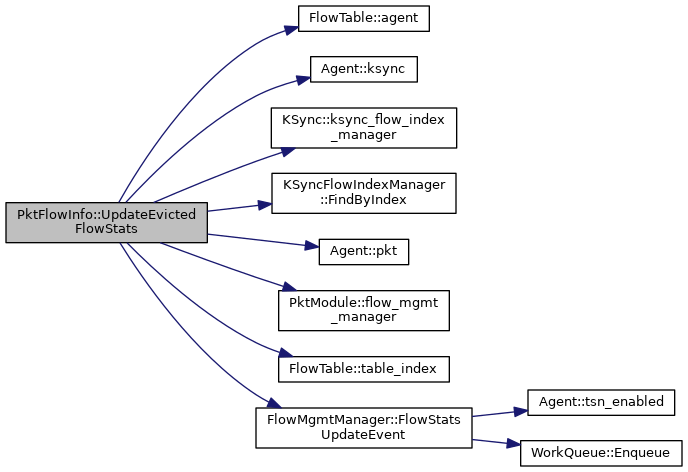 FlowTable::agent
Agent::ksync
KSync::ksync_flow_index
_manager
KSyncFlowIndexManager
::FindByIndex
PktFlowInfo::UpdateEvicted
FlowStats
Agent::pkt
PktModule::flow_mgmt
_manager
FlowTable::table_index
FlowMgmtManager::FlowStats
UpdateEvent
Agent::tsn_enabled
WorkQueue::Enqueue